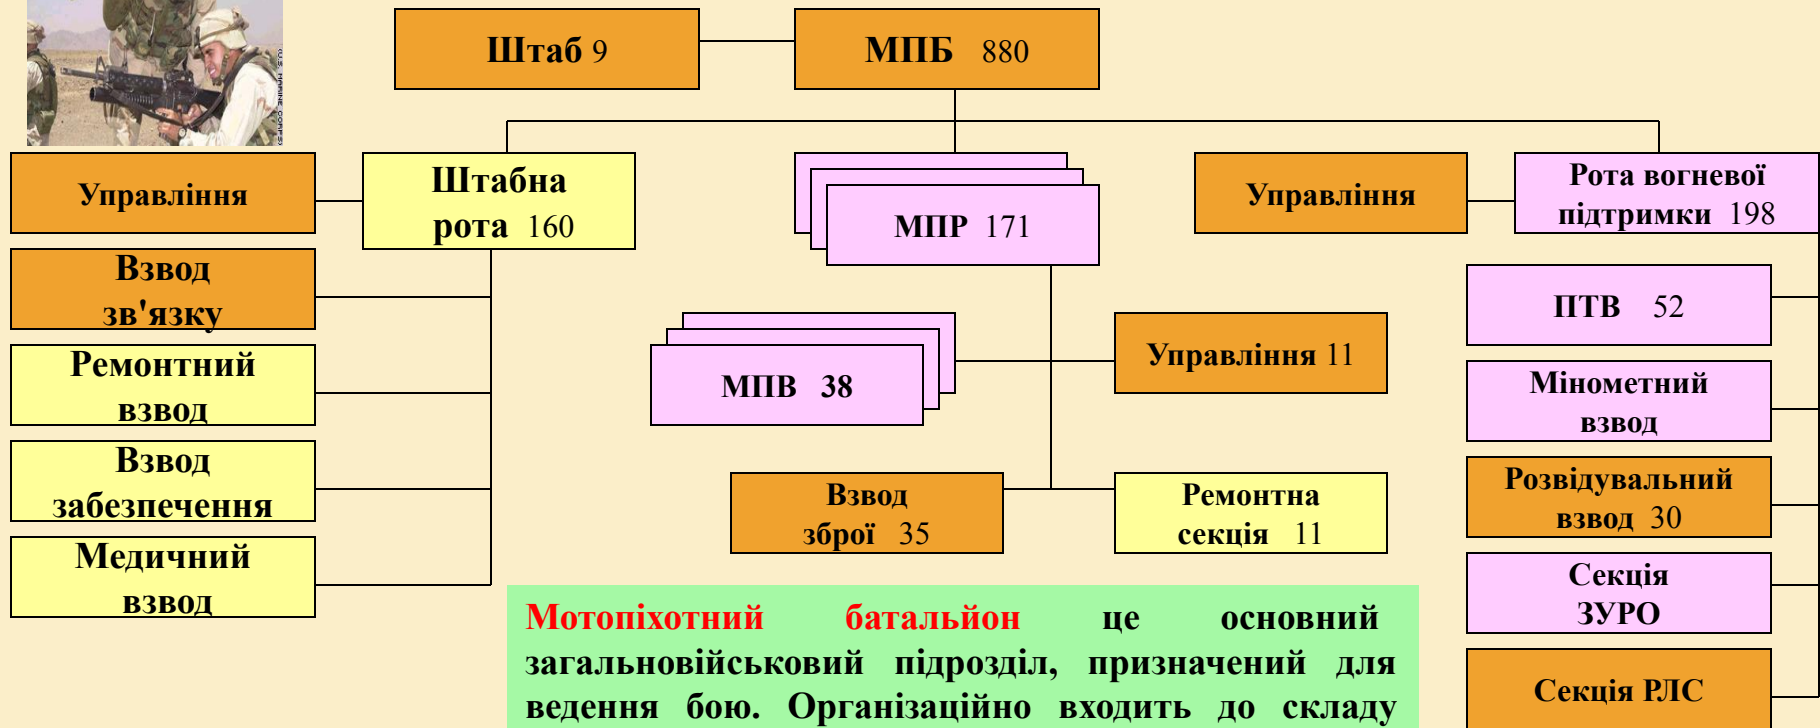 Штаб 9
МПБ 880
Управління
Штабна
рота 160
МПР 171
Управління
Рота вогневої
підтримки 198
Взвод
зв'язку
Ремонтний
взвод
Взвод
забезпечення
Медичний
взвод
МПВ 38
Управління 11
Взвод
зброї 35
Ремонтна
секція 11
ПТВ 52
Мінометний
взвод
Розвідувальний
взвод 30
Секція
ЗУРО
Секція РЛС
Мотопіхотний батальйон це основний
загальновійськовий підрозділ, призначений для
ведення бою. Організаційно входить до складу